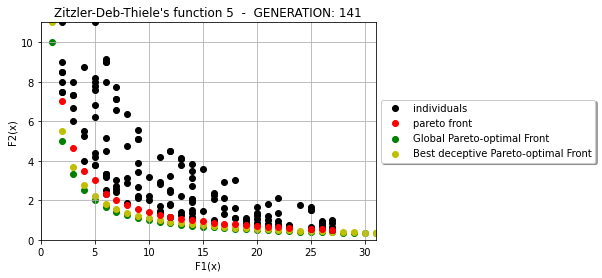 Zitzler-Deb-Thiele's function 5 - GENERATION: 141
F2(x)
10
8
6
4
2
0
0 5 10 15 20 25 30
F1(x)
individuals
pareto front
Global Pareto-optimal Front
Best deceptive Pareto-optimal Front